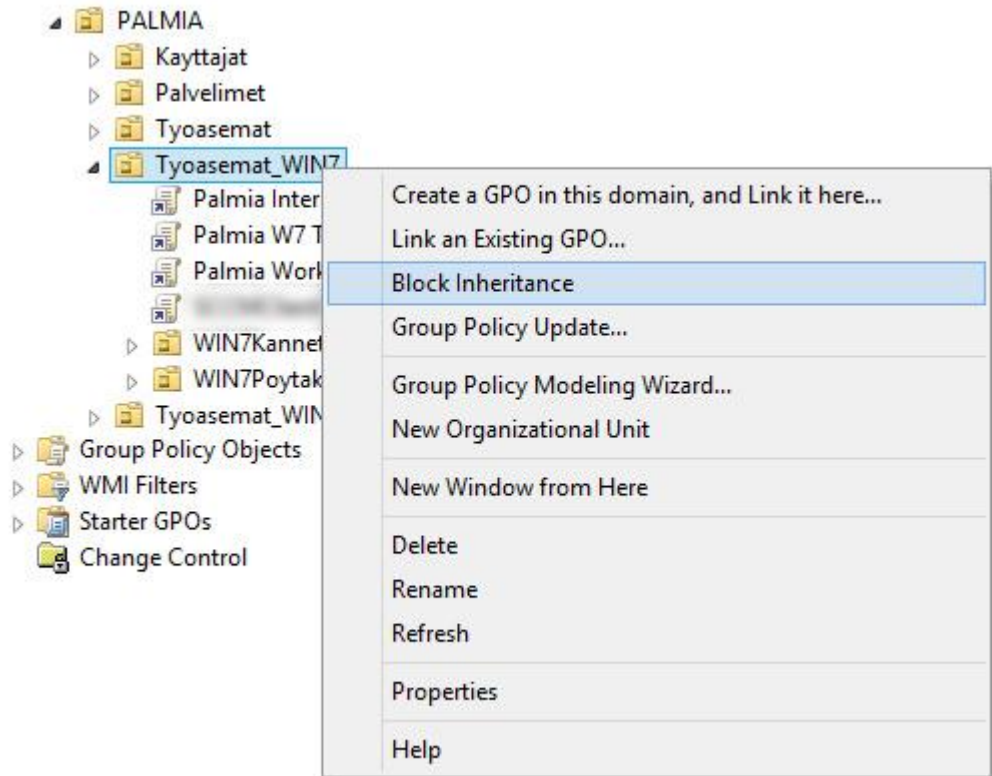 PALMIA
Kayttajat
Palvelimet
Tyoasemat
Tyoasemat_WIN7
Palmia Inter
Palmia W7 T
Palmia Work
WIN7Kannet
WIN7Poytak
Tyoasemat_WIN
Group Policy Objects
WMI Filters
Starter GPOs
Change Control
Create a GPO in this domain, and Link it here...
Link an Existing GPO...
Block Inheritance
Group Policy Update...
Group Policy Modeling Wizard...
New Organizational Unit
New Window from Here
Delete
Rename
Refresh
Properties
Help